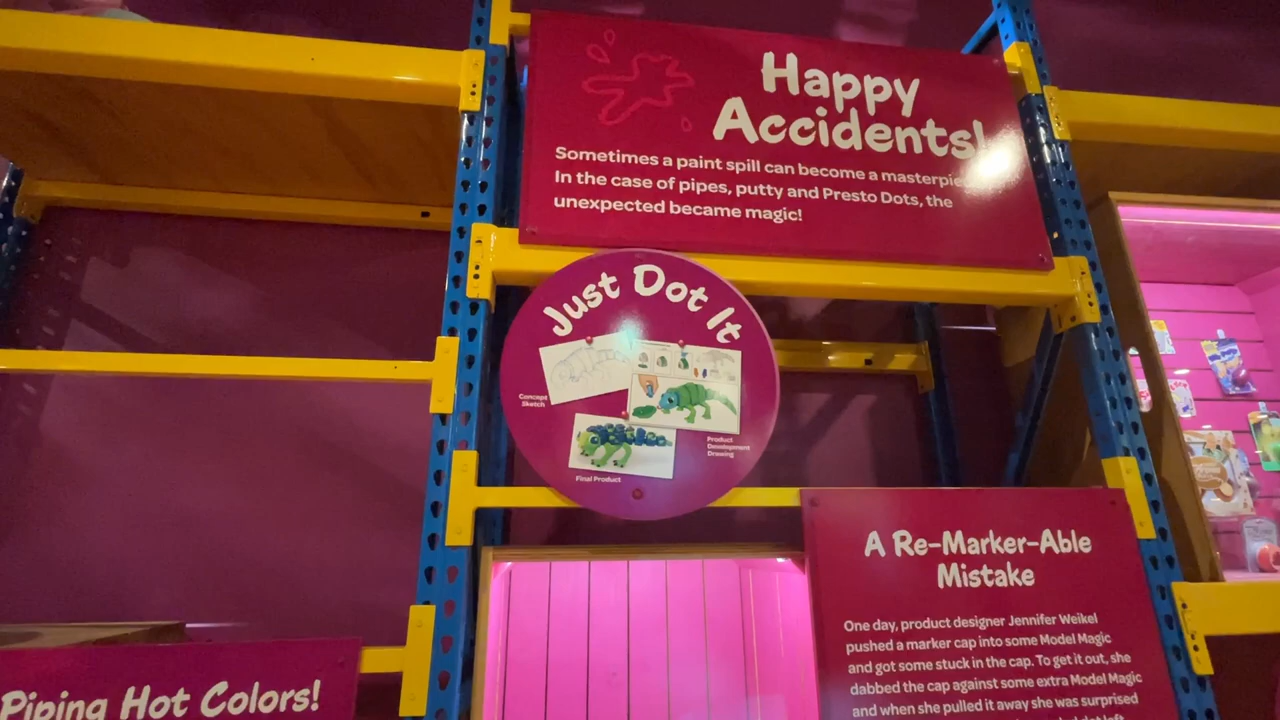 Happy
Accidents!
Sometimes a paint spill can become a
In the case of pipes, putty and Presto Dots, the
unexpected became magic!
Just Dot It
Concept
Sketch
Product
Development
Drawing
Final Product
A Re-Marker-Able
Mistake
One day, product designer Jennifer Weikel
pushed a marker cap into some Model Magic
and got some stuck in the cap. To get it out, she
dabbed the cap against some extra Model Magic
and when she pulled it away she was surprised
Piping Hot Colors!